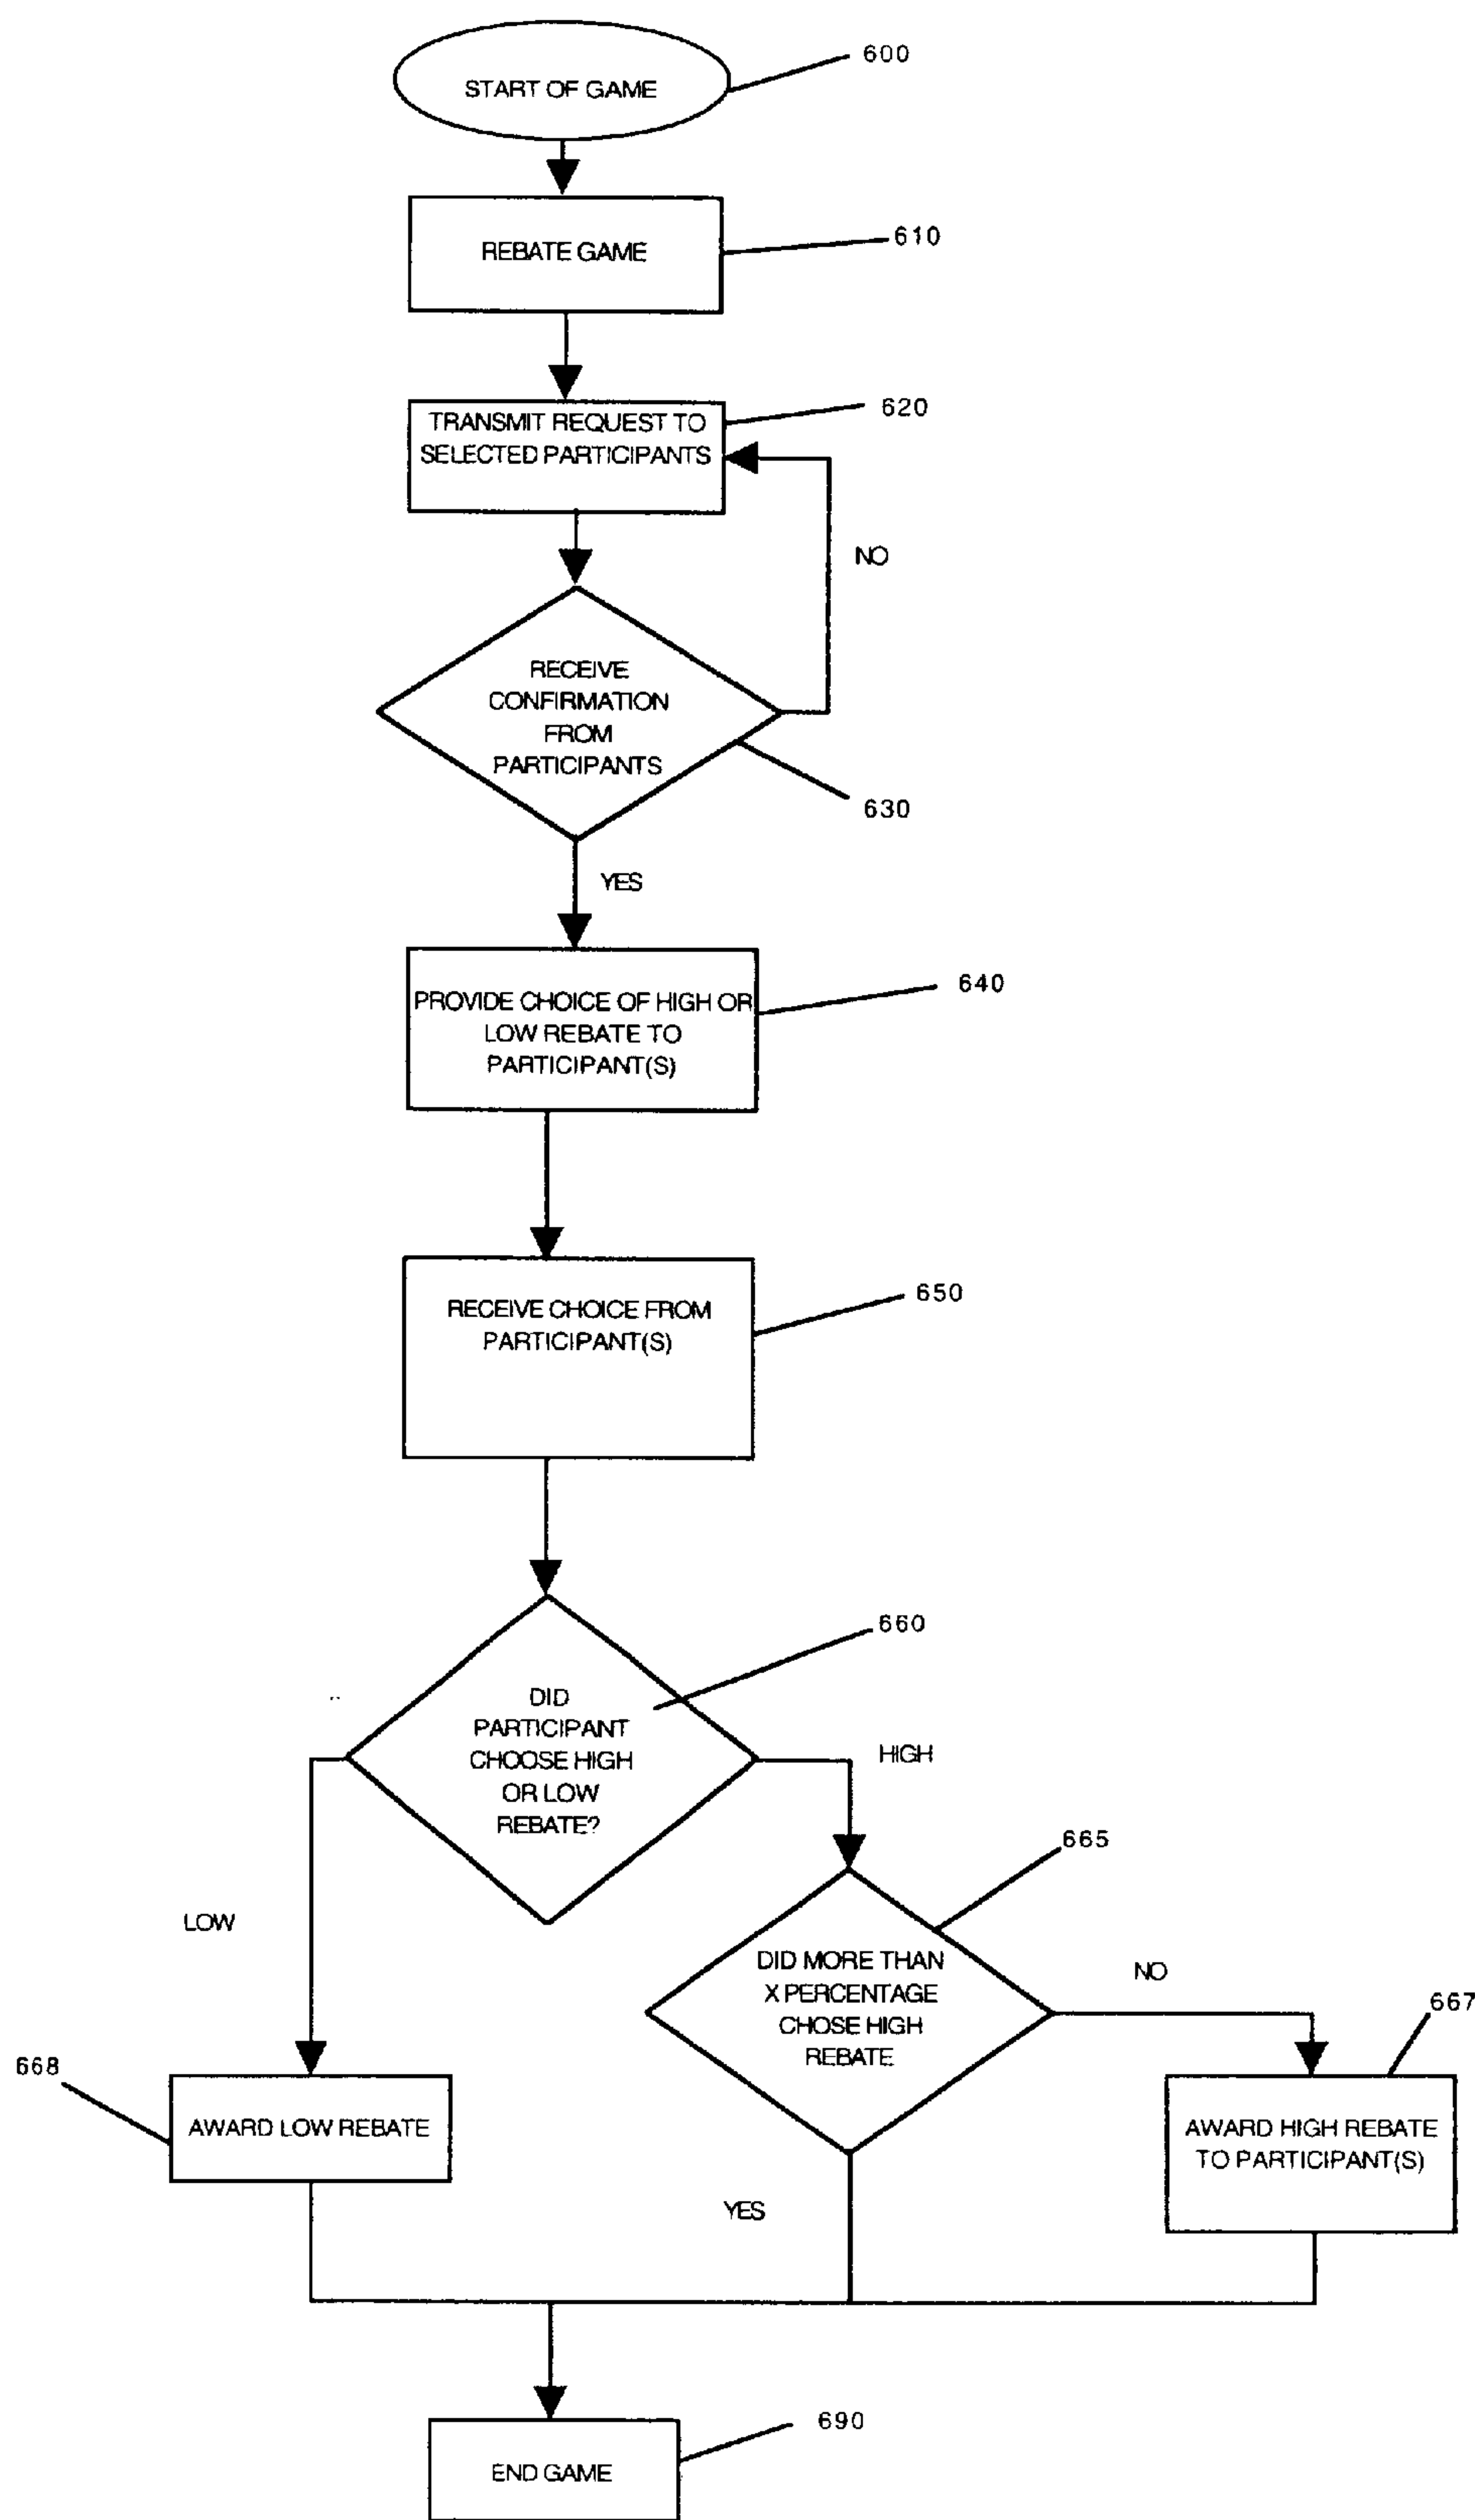 START OF GAME
600
REBATE GAME
610
TRANSMIT REQUEST TO
SELECTED PARTICIPANTS
620
NO
RECEIVE
CONFIRMATION
FROM
PARTICIPANTS
630
YES
PROVIDE CHOICE OF HIGH OR
LOW REBATE TO
PARTICIPANT(S)
640
RECEIVE CHOICE FROM
PARTICIPANT(S)
650
660
DID
PARTICIPANT
CHOOSE HIGH
OR LOW
REBATE?
HIGH
665
LOW
DID MORE THAN
X PERCENTAGE
CHOSE HIGH
REBATE
NO
667
668
AWARD LOW REBATE
AWARD HIGH REBATE
TO PARTICIPANT(S)
YES
690
END GAME